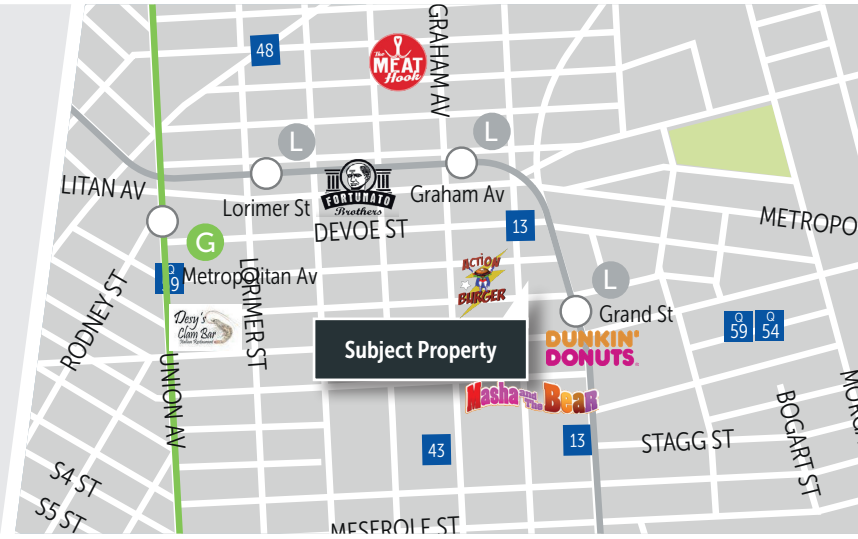 GRAHAM AV
48
The
MEAT
Hook
L
L
LITAN AV
Lorimer St
FORTUNATO
Brothers
Graham Av
DEVOE ST
METROPO
13
G
Q
Metropolitan Av
LORIMER ST
RODNEY ST
ACTION
BURGER
L
Grand St
Q
59
Q
54
Desy's
Clam Bar
Italian Restaurant
Subject Property
DUNKIN'
DONUTS
UNION AV
Masha and The Bear
BOGART ST
43
13
STAGG ST
S4 ST
S5 ST
MESEROLE ST